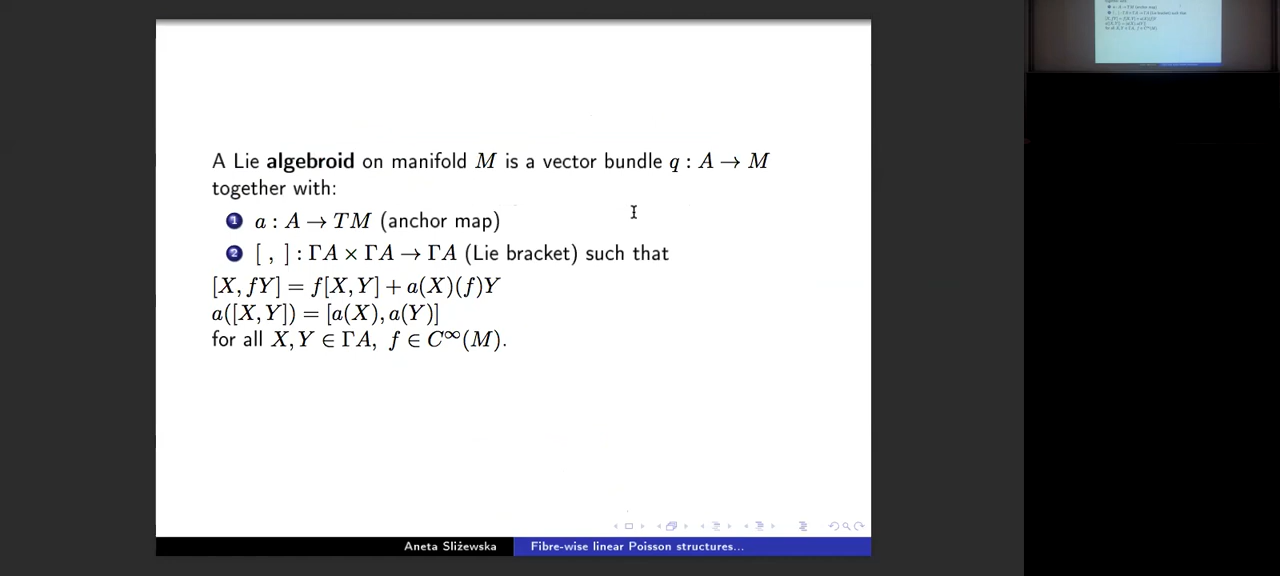 A Lie algebroid on manifold M is a vector bundle q : A → M
together with:
1 a : A → TM (anchor map)
2 [ , ] : ΓA × ΓA → ΓA (Lie bracket) such that
[X, fY] = f[X, Y] + a(X)(f)Y
a([X, Y]) = [a(X), a(Y)]
for all X, Y ∈ ΓA, f ∈ C∞(M).
Aneta Sliżewska Fibre-wise linear Poisson structures...